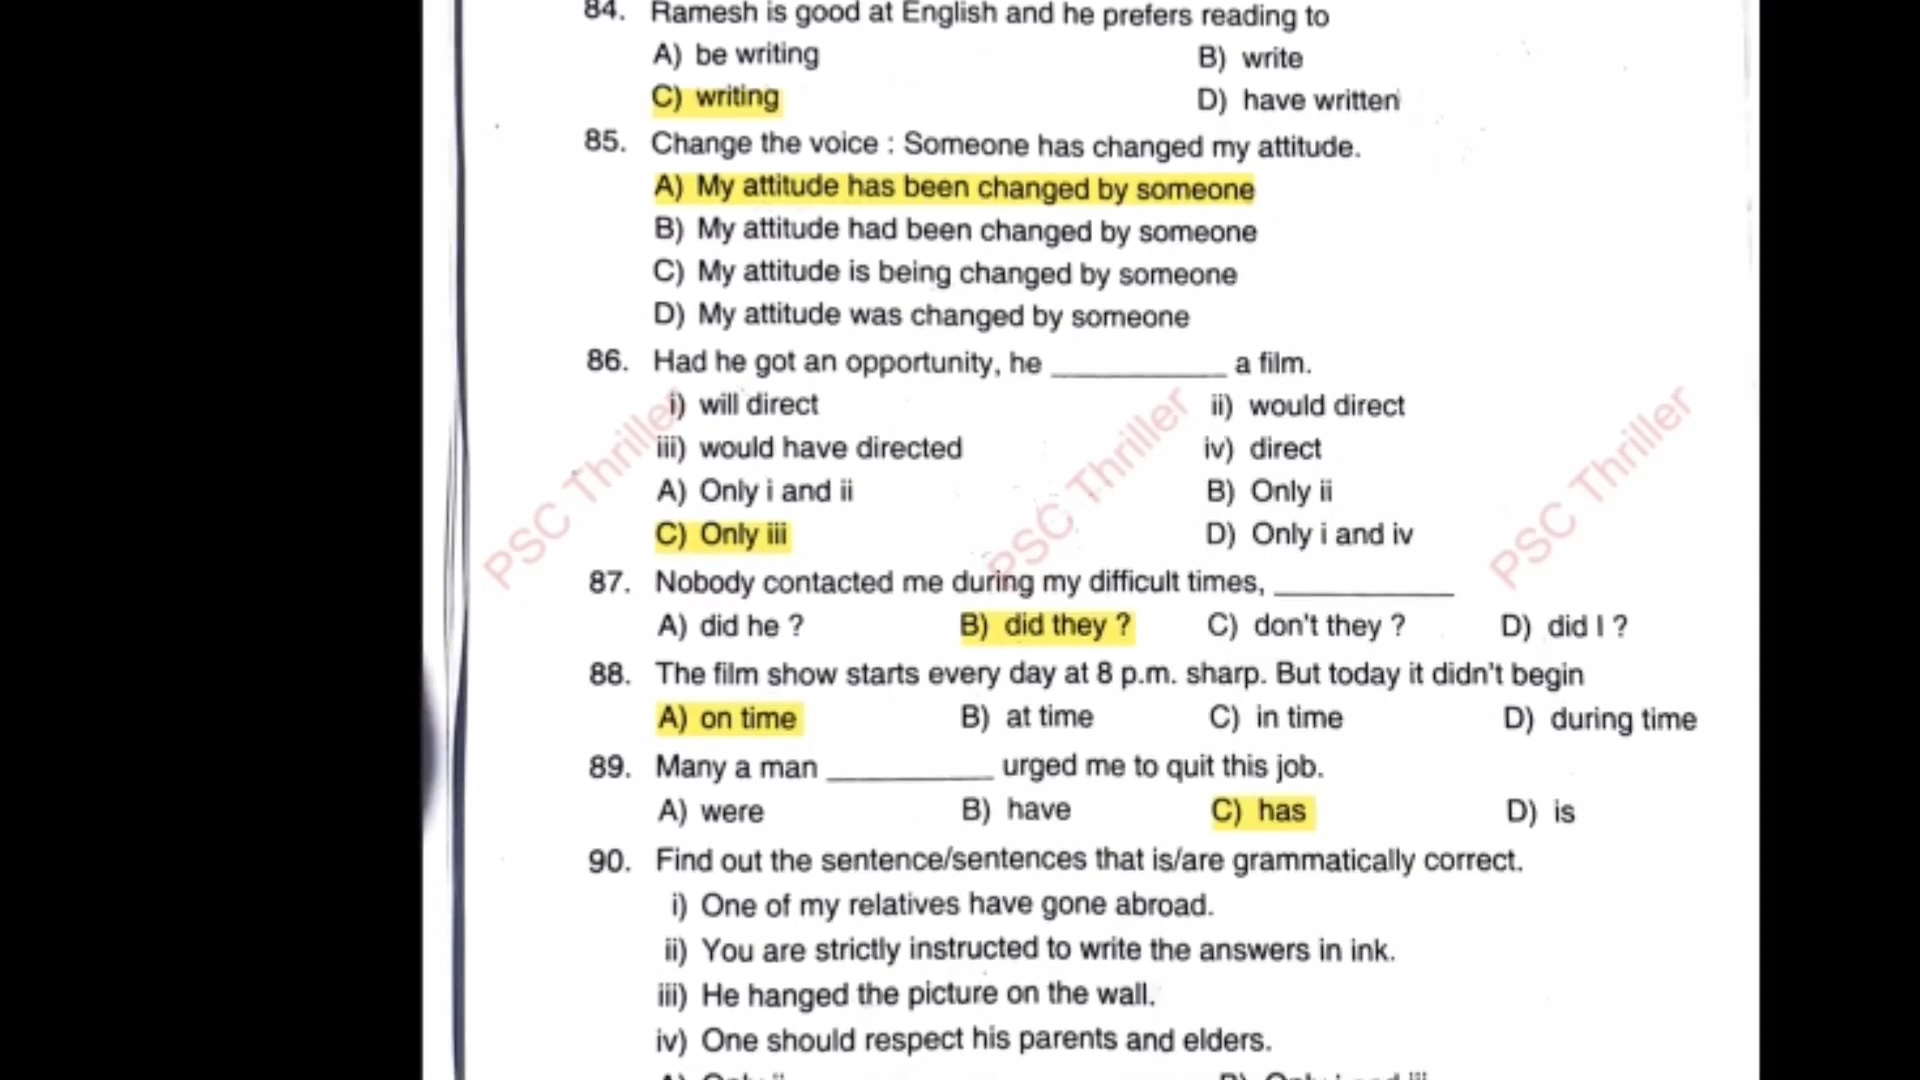 84. Ramesh is good at English and he prefers reading to
A) be writing B) write
C) writing D) have written
85. Change the voice : Someone has changed my attitude.
A) My attitude has been changed by someone
B) My attitude had been changed by someone
C) My attitude is being changed by someone
D) My attitude was changed by someone
86. Had he got an opportunity, he __________ a film.
i) will direct ii) would direct
iii) would have directed iv) direct
A) Only i and ii B) Only ii
C) Only iii D) Only i and iv
PSC Thriller PSC Thriller PSC Thriller
87. Nobody contacted me during my difficult times, __________
A) did he ? B) did they ? C) don't they ? D) did I ?
88. The film show starts every day at 8 p.m. sharp. But today it didn't begin
A) on time B) at time C) in time D) during time
89. Many a man __________ urged me to quit this job.
A) were B) have C) has D) is
90. Find out the sentence/sentences that is/are grammatically correct.
i) One of my relatives have gone abroad.
ii) You are strictly instructed to write the answers in ink.
iii) He hanged the picture on the wall.
iv) One should respect his parents and elders.